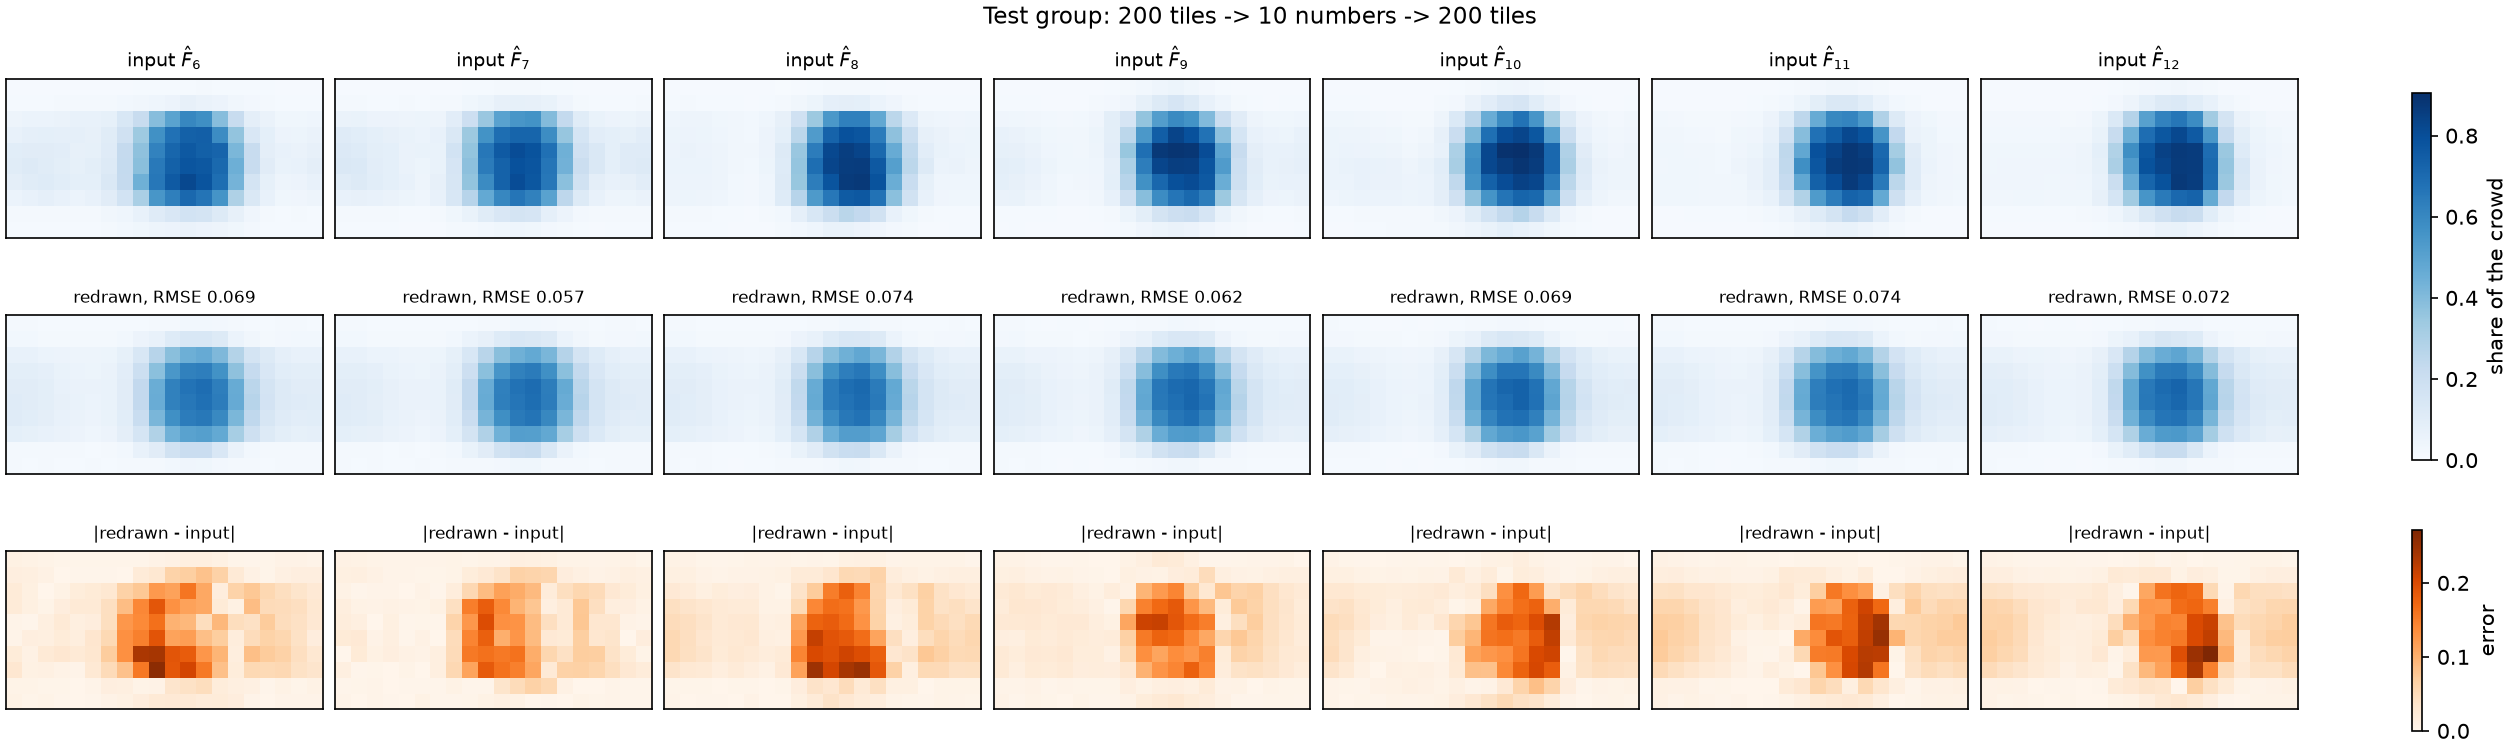 Test group: 200 tiles -> 10 numbers -> 200 tiles
input F̂₆
input F̂₇
input F̂₈
input F̂₉
input F̂₁₀
input F̂₁₁
input F̂₁₂
redrawn, RMSE 0.069
redrawn, RMSE 0.057
redrawn, RMSE 0.074
redrawn, RMSE 0.062
redrawn, RMSE 0.069
redrawn, RMSE 0.074
redrawn, RMSE 0.072
0.8
0.6
0.4
0.2
0.0
share of the crowd
|redrawn - input|
|redrawn - input|
|redrawn - input|
|redrawn - input|
|redrawn - input|
|redrawn - input|
|redrawn - input|
0.2
0.1
0.0
error